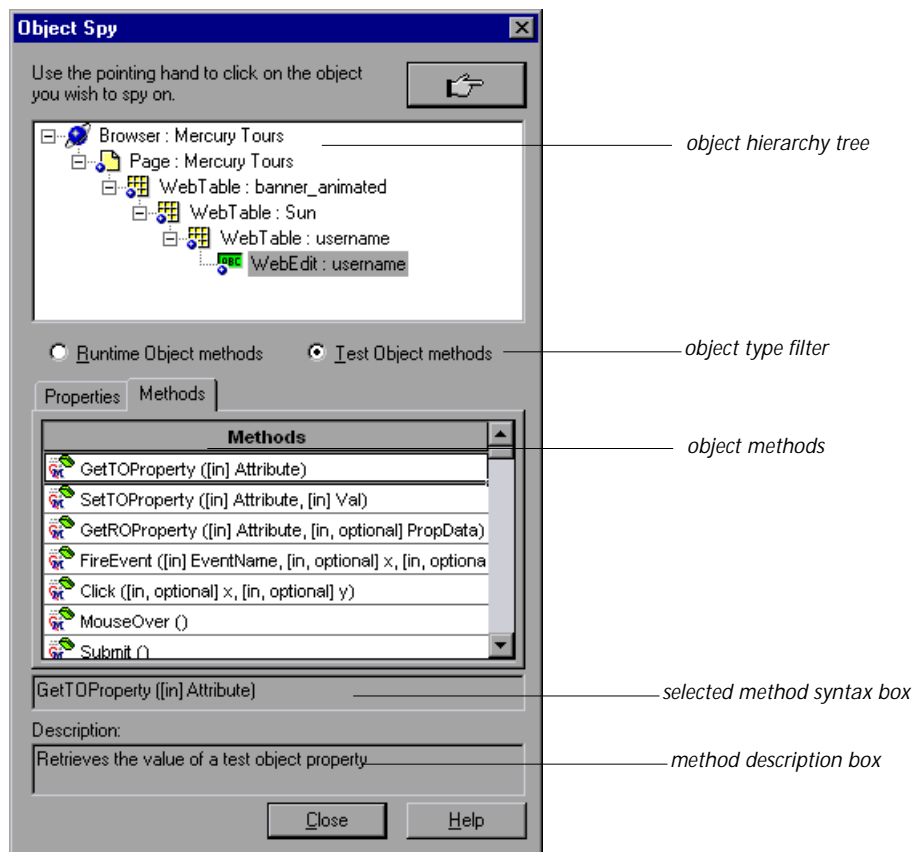 Object Spy
Use the pointing hand to click on the object
you wish to spy on.
Browser : Mercury Tours
object hierarchy tree
Page : Mercury Tours
WebTable : banner_animated
WebTable : Sun
WebTable : username
WebEdit : username
Runtime Object methods
Test Object methods
object type filter
Properties
Methods
Methods
object methods
GetTOProperty ([in] Attribute)
SetTOProperty ([in] Attribute, [in] Val)
GetROProperty ([in] Attribute, [in, optional] PropData)
FireEvent ([in] EventName, [in, optional] x, [in, optiona
Click ([in, optional] x, [in, optional] y)
MouseOver ()
Submit ()
GetTOProperty ([in] Attribute)
selected method syntax box
Description:
Retrieves the value of a test object property
method description box
Close
Help